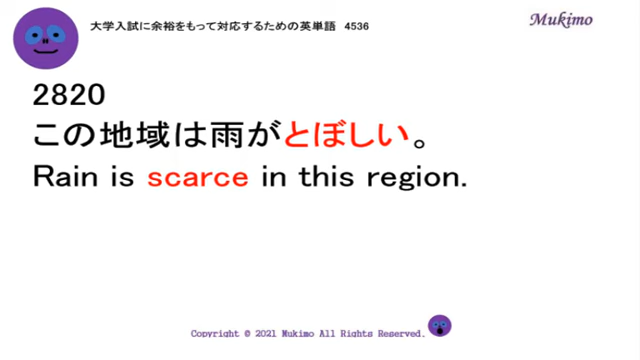 大学入試に余裕をもって対応するための英単語 4536
Mukimo
2820
この地域は雨がとぼしい。
Rain is scarce in this region.
Copyright © 2021 Mukimo All Rights Reserved.